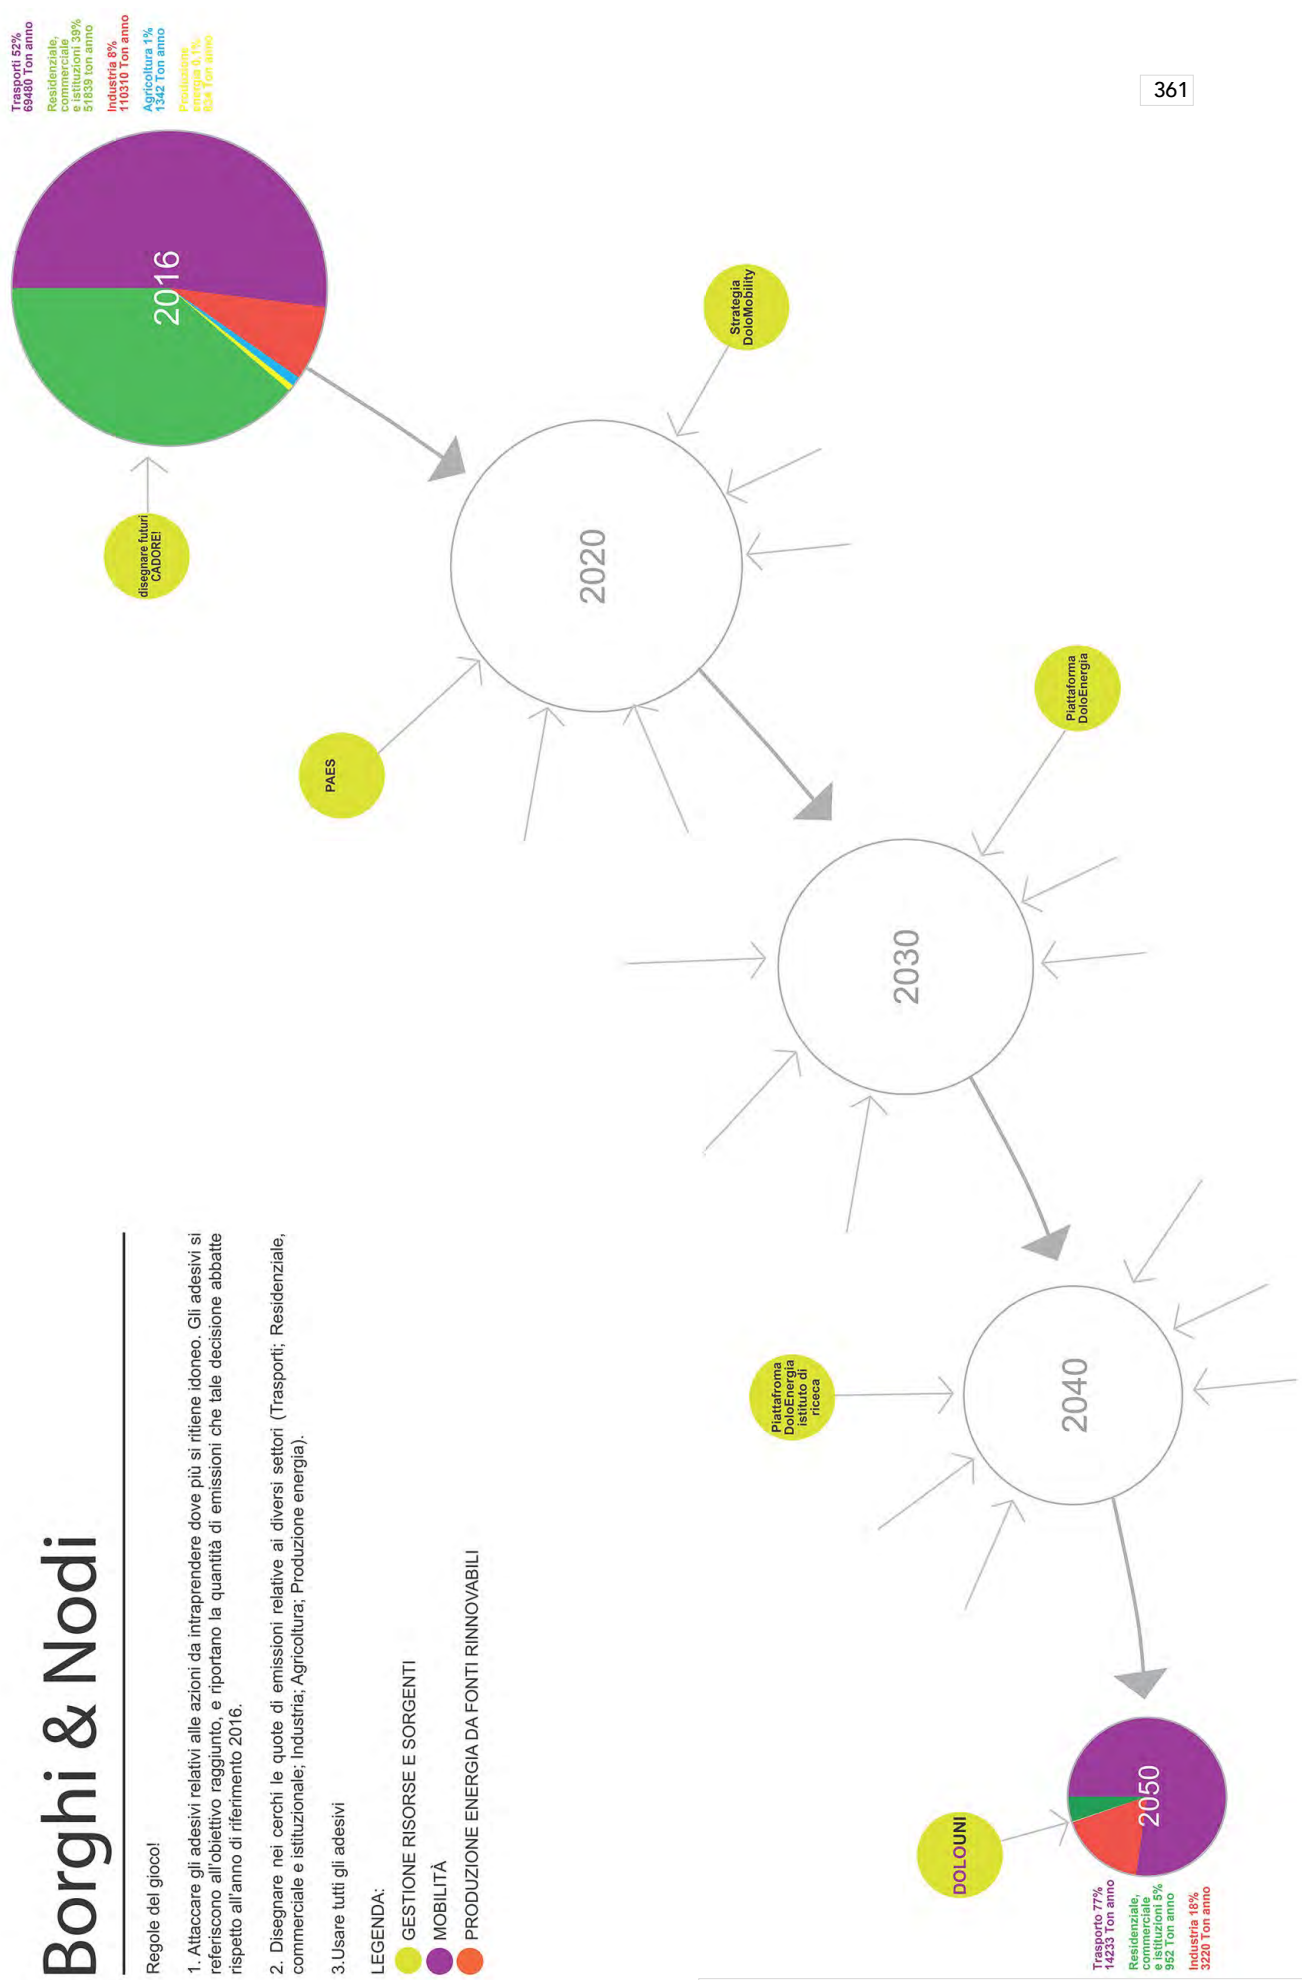 361
Borghi & Nodi
Regole del gioco!
1. Attaccare gli adesivi relativi alle azioni da intraprendere dove più si ritiene idoneo. Gli adesivi si
referiscono all'obiettivo raggiunto, e riportano la quantità di emissioni che tale decisione abbatte
rispetto all'anno di riferimento 2016.
2. Disegnare nei cerchi le quote di emissioni relative ai diversi settori (Trasporti; Residenziale,
commerciale e istituzionale; Industria; Agricoltura; Produzione energia).
3.Usare tutti gli adesivi
LEGENDA:
GESTIONE RISORSE E SORGENTI
MOBILITÀ
PRODUZIONE ENERGIA DA FONTI RINNOVABILI
Trasporti 52%
69480 Ton anno
Residenziale,
commerciale
e istituzioni 39%
51839 ton anno
Industria 8%
110310 Ton anno
Agricoltura 1%
1342 Ton anno
Produzione
energia 0,1%
Ton anno
2016
disegnare futuri
CADORE!
Strategia
DoloMobility
2020
PAES
Piattaforma
DoloEnergia
2030
Piattafroma
DoloEnergia
istituto di
riceca
2040
DOLOUNI
2050
Trasporto 77%
14233 Ton anno
Residenziale,
commerciale
e istituzioni 5%
952 Ton anno
Industria 18%
3220 Ton anno